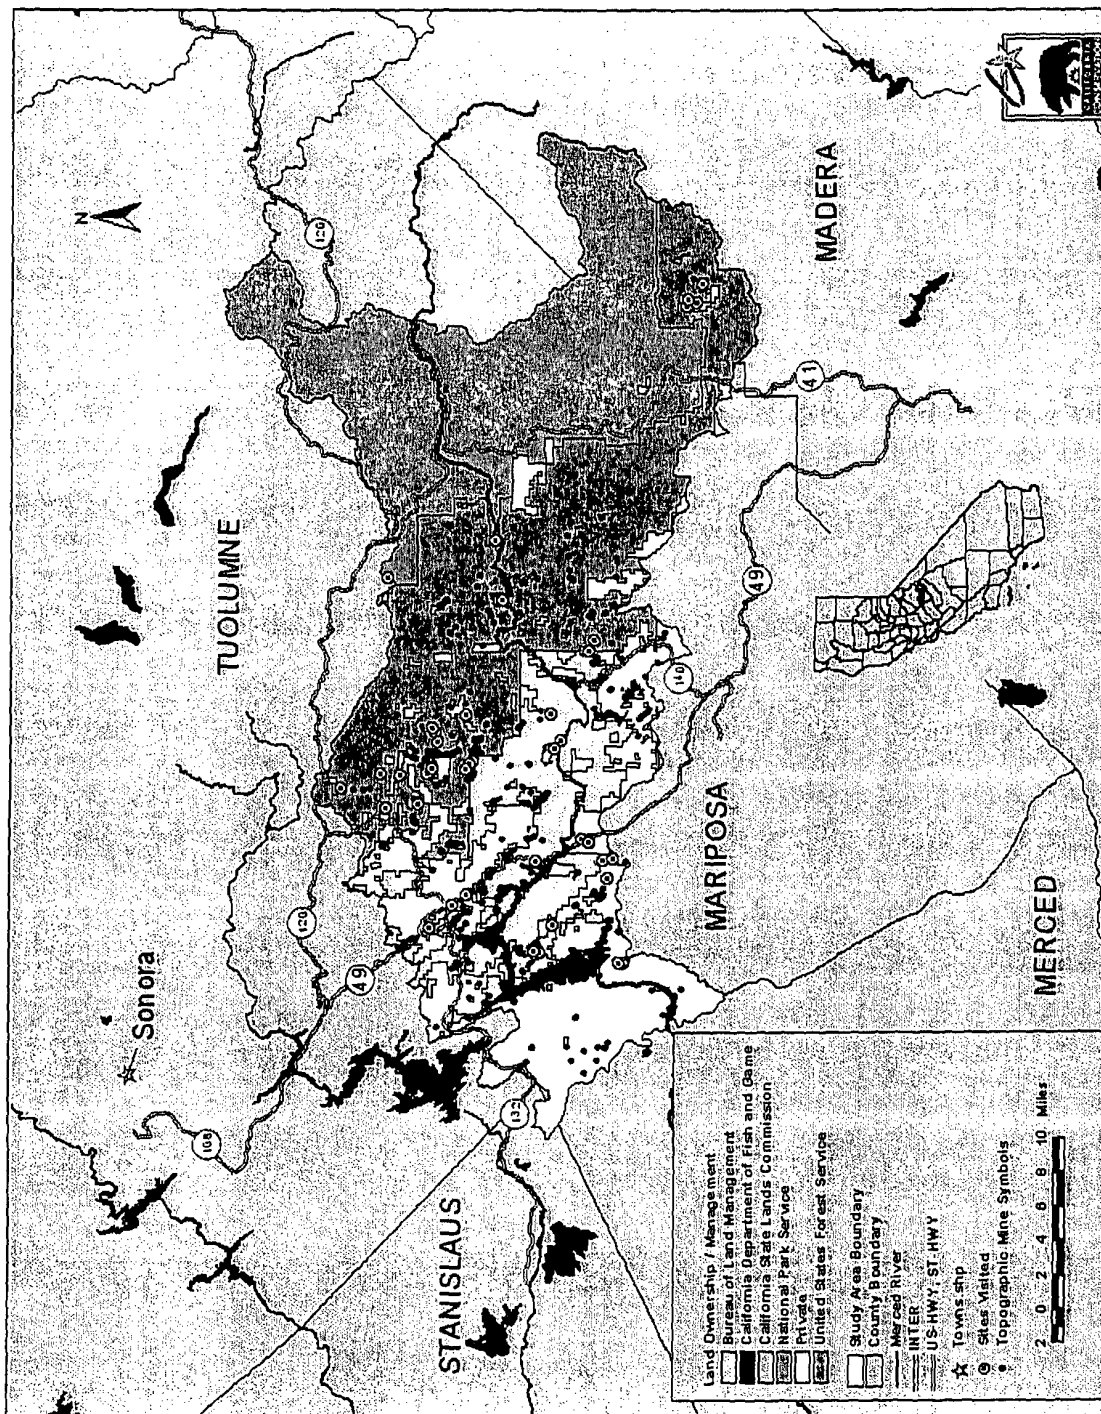 N
TUOLUMNE
MADERA
MARIPOSA
MERCED
STANISLAUS
Sonora
120
120
49
49
41
140
132
108
Land Ownership / Management
Bureau of Land Management
California Department of Fish and Game
California State Lands Commission
National Park Service
Private
United States Forest Service
Study Area Boundary
County Boundary
Merced River
INTER
US-HWY, ST-HWY
Township
Sites Visited
Topographic Mine Symbols
2 0 2 4 6 8 10 Miles